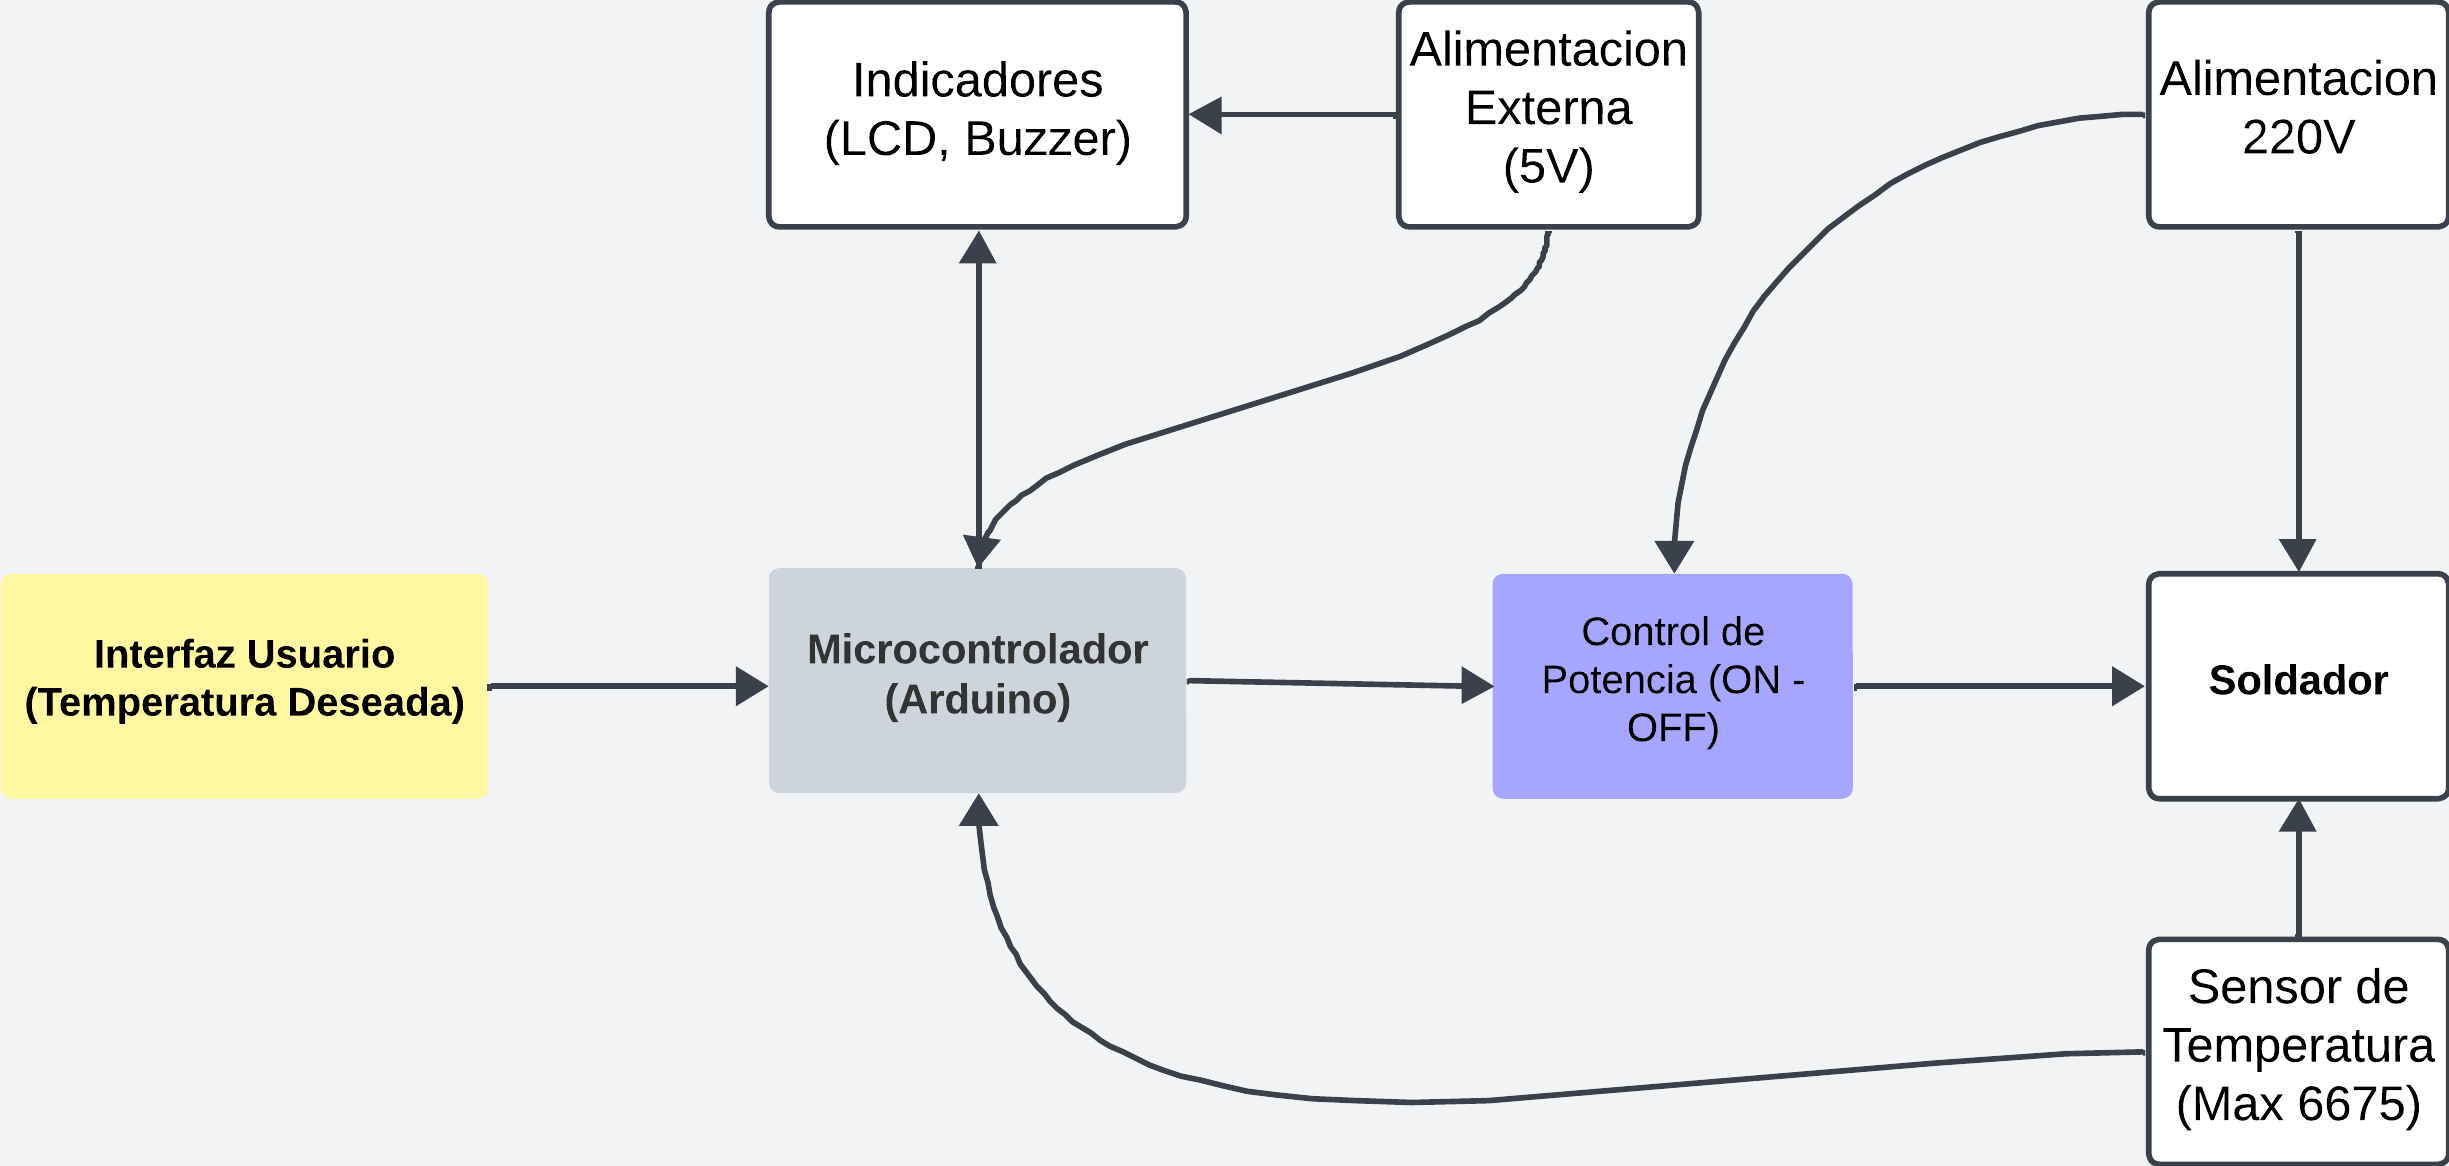 Indicadores
(LCD, Buzzer)
Alimentacion
Externa
(5V)
Alimentacion
220V
Interfaz Usuario
(Temperatura Deseada)
Microcontrolador
(Arduino)
Control de
Potencia (ON -
OFF)
Soldador
Sensor de
Temperatura
(Max 6675)